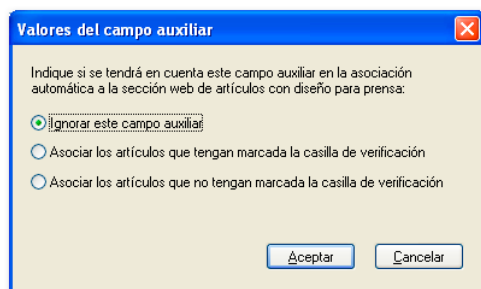 Valores del campo auxiliar
Indique si se tendrá en cuenta este campo auxiliar en la asociación
automática a la sección web de artículos con diseño para prensa:
Ignorar este campo auxiliar
Asociar los artículos que tengan marcada la casilla de verificación
Asociar los artículos que no tengan marcada la casilla de verificación
Aceptar
Cancelar